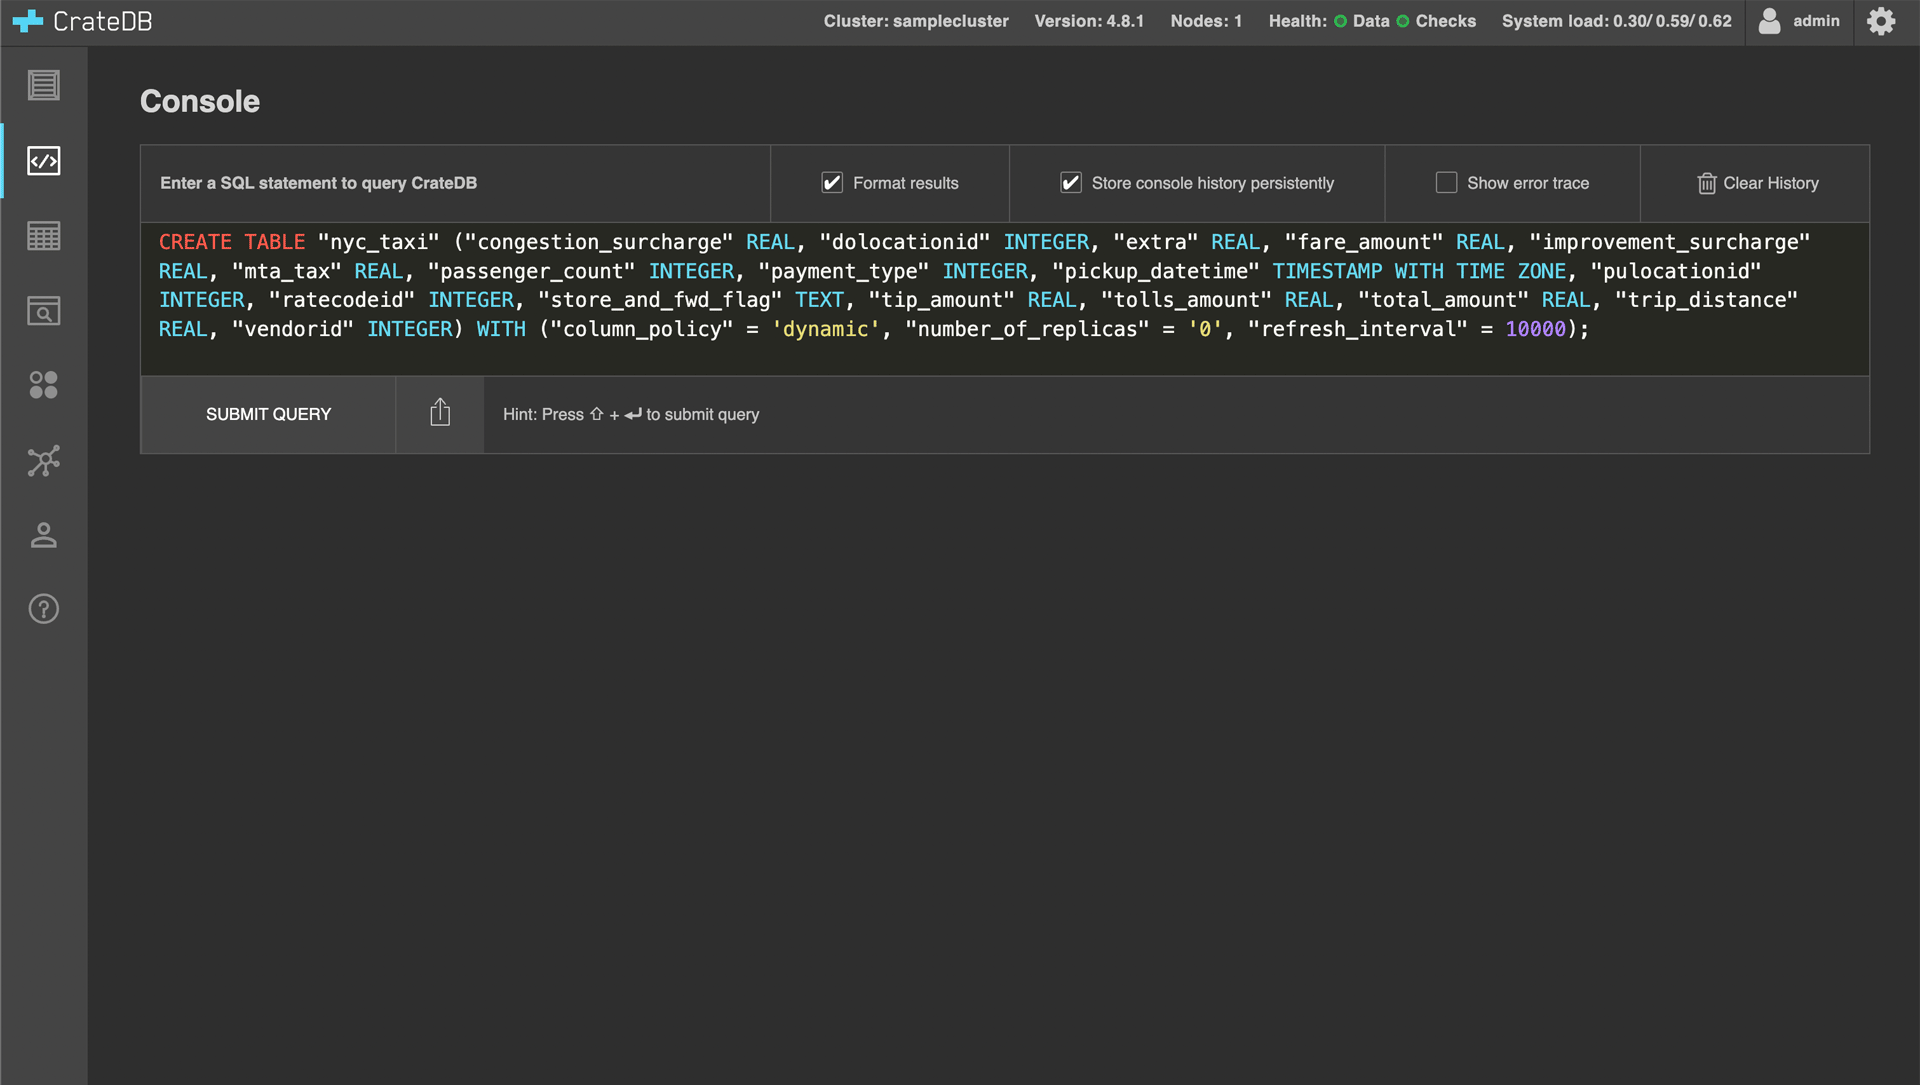 CrateDB
Cluster: samplecluster Version: 4.8.1 Nodes: 1 Health: Data Checks System load: 0.30/ 0.59/ 0.62 admin
Console
Enter a SQL statement to query CrateDB Format results Store console history persistently Show error trace Clear History
CREATE TABLE "nyc_taxi" ("congestion_surcharge" REAL, "dolocationid" INTEGER, "extra" REAL, "fare_amount" REAL, "improvement_surcharge"
REAL, "mta_tax" REAL, "passenger_count" INTEGER, "payment_type" INTEGER, "pickup_datetime" TIMESTAMP WITH TIME ZONE, "pulocationid"
INTEGER, "ratecodeid" INTEGER, "store_and_fwd_flag" TEXT, "tip_amount" REAL, "tolls_amount" REAL, "total_amount" REAL, "trip_distance"
REAL, "vendorid" INTEGER) WITH ("column_policy" = 'dynamic', "number_of_replicas" = '0', "refresh_interval" = 10000);
SUBMIT QUERY Hint: Press ⇧ + ↵ to submit query